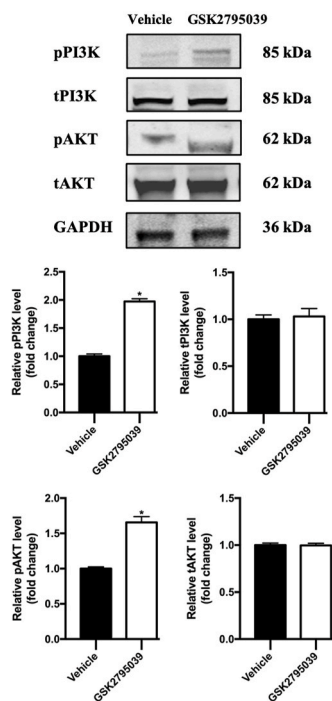 Vehicle GSK2795039
pPI3K 85 kDa
tPI3K 85 kDa
pAKT 62 kDa
tAKT 62 kDa
GAPDH 36 kDa
Relative pPI3K level
(fold change)
2.5
2.0
1.5
1.0
0.5
0.0
*
Vehicle
GSK2795039
Relative tPI3K level
(fold change)
1.5
1.0
0.5
0.0
Vehicle
GSK2795039
Relative pAKT level
(fold change)
2.0
1.5
1.0
0.5
0.0
*
Vehicle
GSK2795039
Relative tAKT level
(fold change)
1.5
1.0
0.5
0.0
Vehicle
GSK2795039